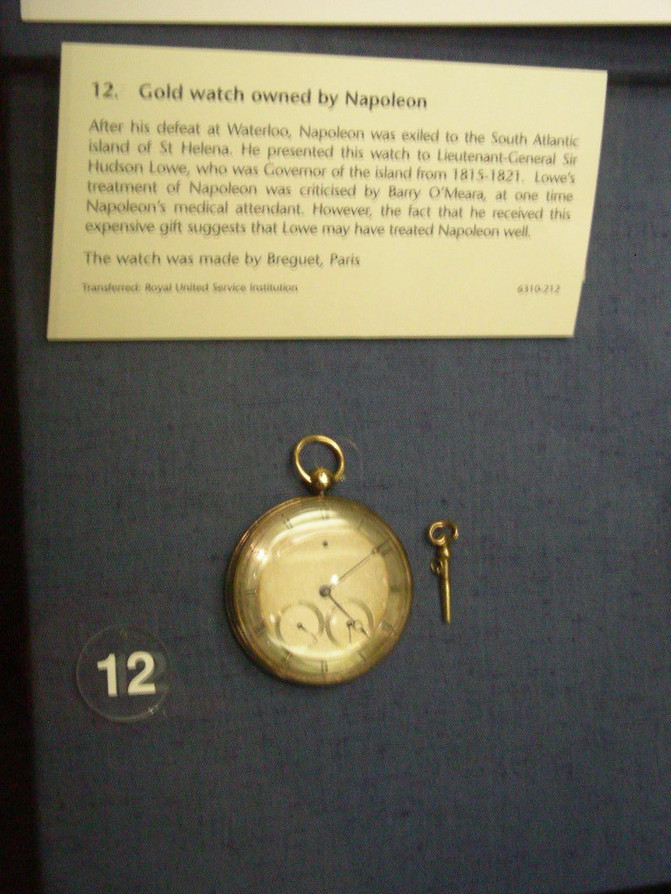 12. Gold watch owned by Napoleon
After his defeat at Waterloo, Napoleon was exiled to the South Atlantic
island of St Helena. He presented this watch to Lieutenant-General Sir
Hudson Lowe, who was Governor of the island from 1815-1821. Lowe's
treatment of Napoleon was criticised by Barry O'Meara, at one time
Napoleon's medical attendant. However, the fact that he received this
expensive gift suggests that Lowe may have treated Napoleon well.
The watch was made by Breguet, Paris
Transferred: Royal United Service Institution 6310-212
12